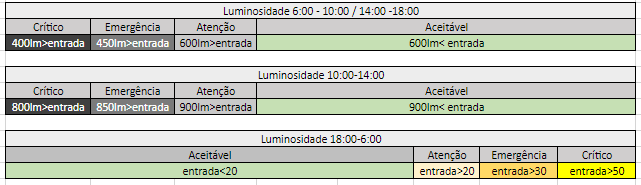 Luminosidade 6:00 - 10:00 / 14:00 -18:00
Crítico Emergência Atenção Aceitável
400lm>entrada 450lm>entrada 600lm>entrada 600lm< entrada
Luminosidade 10:00-14:00
Crítico Emergência Atenção Aceitável
800lm>entrada 850lm>entrada 900lm>entrada 900lm< entrada
Luminosidade 18:00-6:00
Aceitável Atenção Emergência Crítico
entrada<20 entrada>20 entrada>30 entrada>50